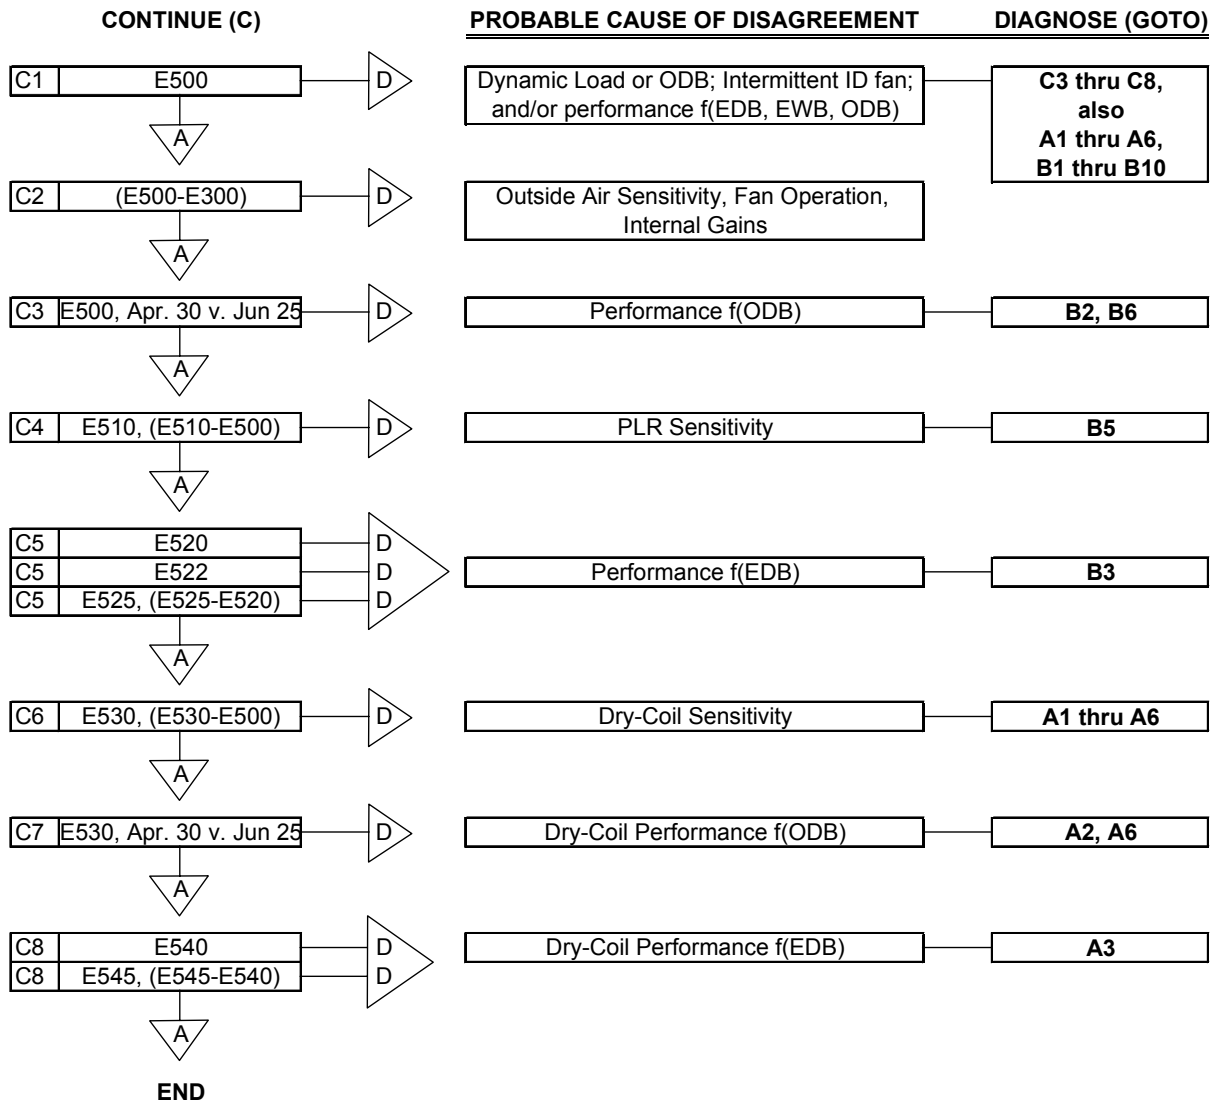 CONTINUE (C) PROBABLE CAUSE OF DISAGREEMENT DIAGNOSE (GOTO)
C1 E500 D Dynamic Load or ODB; Intermittent ID fan; C3 thru C8,
and/or performance f(EDB, EWB, ODB) also
A A1 thru A6,
B1 thru B10
C2 (E500-E300) D Outside Air Sensitivity, Fan Operation,
Internal Gains
A
C3 E500, Apr. 30 v. Jun 25 D Performance f(ODB) B2, B6
A
C4 E510, (E510-E500) D PLR Sensitivity B5
A
C5 E520 D
C5 E522 D Performance f(EDB) B3
C5 E525, (E525-E520) D
A
C6 E530, (E530-E500) D Dry-Coil Sensitivity A1 thru A6
A
C7 E530, Apr. 30 v. Jun 25 D Dry-Coil Performance f(ODB) A2, A6
A
C8 E540 D Dry-Coil Performance f(EDB) A3
C8 E545, (E545-E540) D
A
END